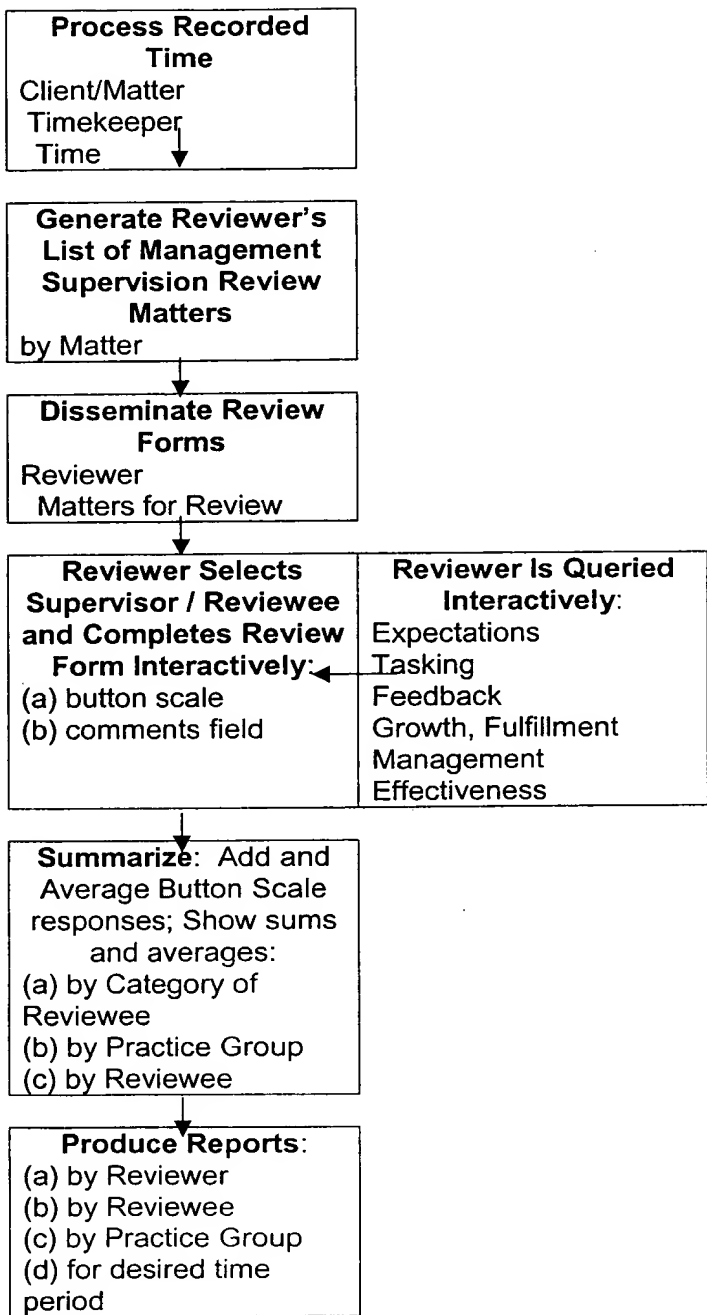 Process Recorded
Time
Client/Matter
Timekeeper
Time
Generate Reviewer's
List of Management
Supervision Review
Matters
by Matter
Disseminate Review
Forms
Reviewer
Matters for Review
Reviewer Selects
Supervisor / Reviewee
and Completes Review
Form Interactively:
(a) button scale
(b) comments field
Reviewer Is Queried
Interactively:
Expectations
Tasking
Feedback
Growth, Fulfillment
Management
Effectiveness
Summarize: Add and
Average Button Scale
responses; Show sums
and averages:
(a) by Category of
Reviewee
(b) by Practice Group
(c) by Reviewee
Produce Reports:
(a) by Reviewer
(b) by Reviewee
(c) by Practice Group
(d) for desired time
period